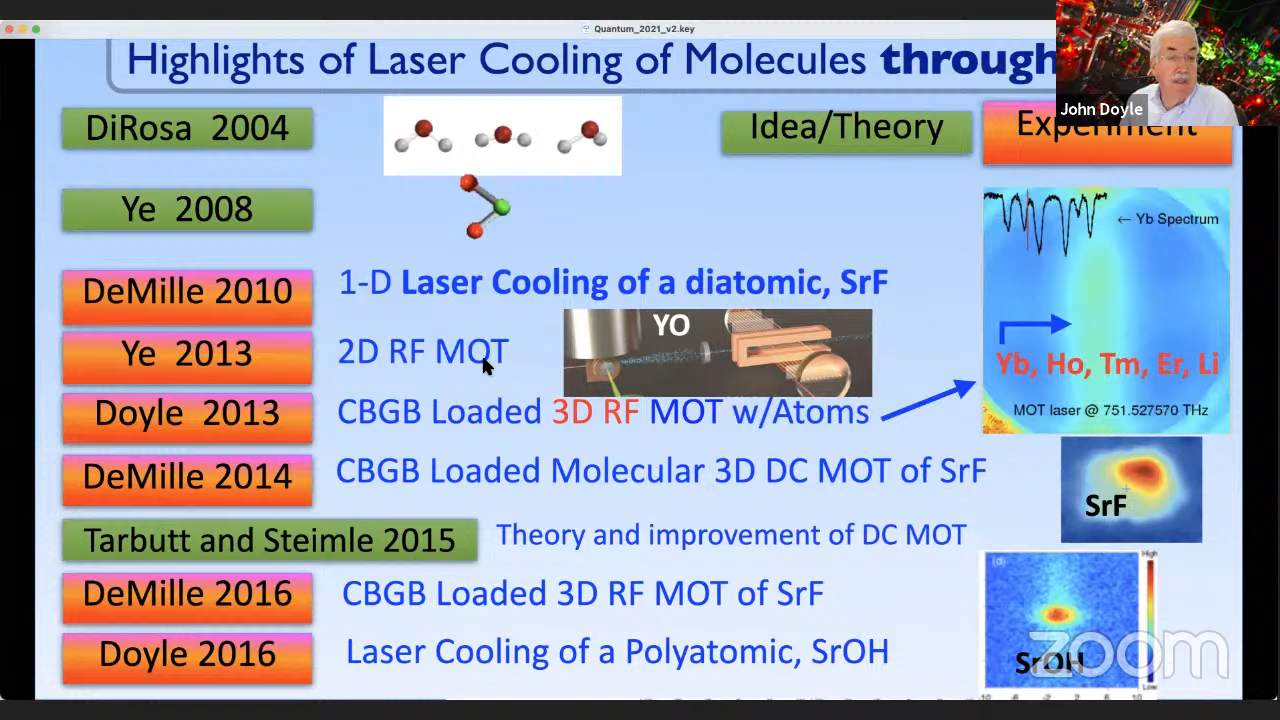 Quantum_2021_v2.key
Highlights of Laser Cooling of Molecules through
John Doyle
DiRosa 2004
Idea/Theory
Experiment
Ye 2008
← Yb Spectrum
DeMille 2010
1-D Laser Cooling of a diatomic, SrF
Ye 2013
2D RF MOT
YO
Yb, Ho, Tm, Er, Li
Doyle 2013
CBGB Loaded 3D RF MOT w/Atoms
MOT laser @ 751.527570 THz
DeMille 2014
CBGB Loaded Molecular 3D DC MOT of SrF
SrF
Tarbutt and Steimle 2015
Theory and improvement of DC MOT
DeMille 2016
CBGB Loaded 3D RF MOT of SrF
(d)
High
Doyle 2016
Laser Cooling of a Polyatomic, SrOH
SrOH
zoom
Low